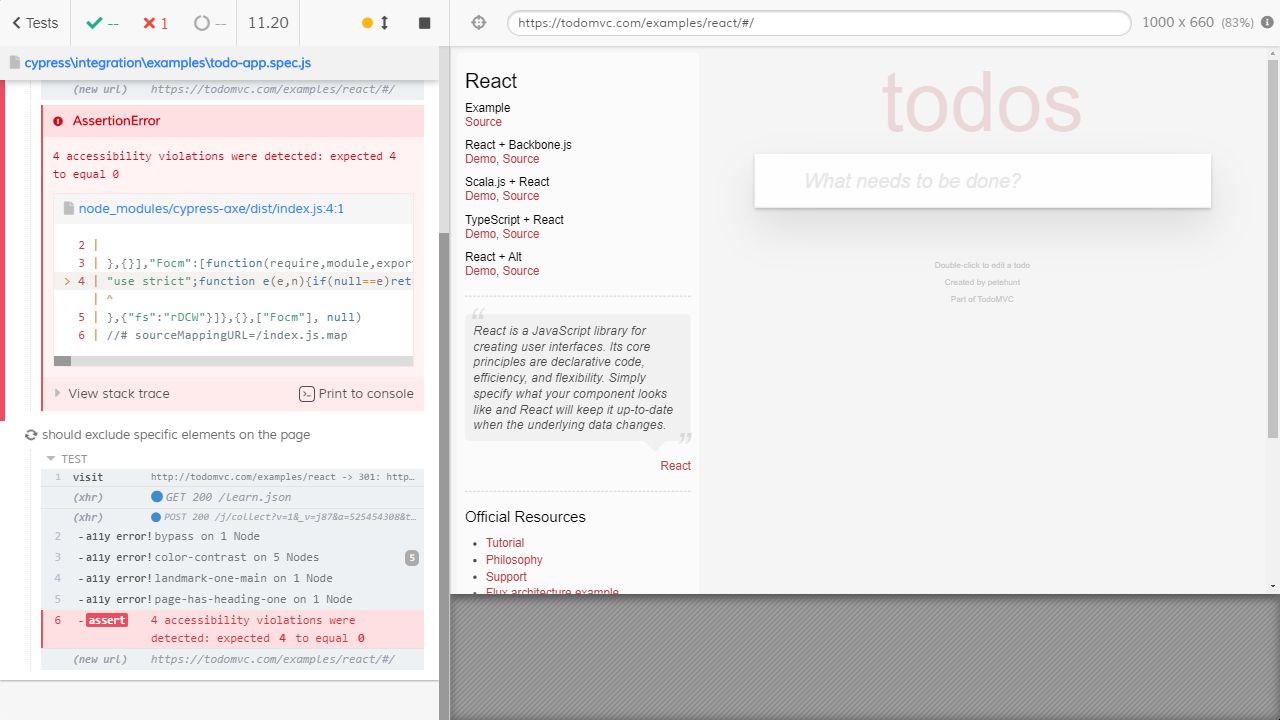 Tests
--
1
--
11.20
https://todomvc.com/examples/react/#/
1000 x 660 (83%)
cypress\integration\examples\todo-app.spec.js
(new url) https://todomvc.com/examples/react/#/
AssertionError
4 accessibility violations were detected: expected 4
to equal 0
node_modules/cypress-axe/dist/index.js:4:1
2 |
3 | },{}],"Focm":[function(require,module,export
> 4 | "use strict";function e(e,n){if(null==e)ret
| ^
5 | },{"fs":"rDCW"}]},{},["Focm"], null)
6 | //# sourceMappingURL=/index.js.map
View stack trace
Print to console
should exclude specific elements on the page
TEST
1 visit http://todomvc.com/examples/react -> 301: http...
(xhr) GET 200 /learn.json
(xhr) POST 200 /j/collect?v=1&_v=j87&a=525454308&t...
2 -a11y error! bypass on 1 Node
3 -a11y error! color-contrast on 5 Nodes 5
4 -a11y error! landmark-one-main on 1 Node
5 -a11y error! page-has-heading-one on 1 Node
6 -assert 4 accessibility violations were
detected: expected 4 to equal 0
(new url) https://todomvc.com/examples/react/#/
React
Example
Source
React + Backbone.js
Demo, Source
Scala.js + React
Demo, Source
TypeScript + React
Demo, Source
React + Alt
Demo, Source
“
React is a JavaScript library for
creating user interfaces. Its core
principles are declarative code,
efficiency, and flexibility. Simply
specify what your component looks
like and React will keep it up-to-date
when the underlying data changes.
”
React
Official Resources
Tutorial
Philosophy
Support
Flux architecture example
todos
What needs to be done?
Double-click to edit a todo
Created by petehunt
Part of TodoMVC